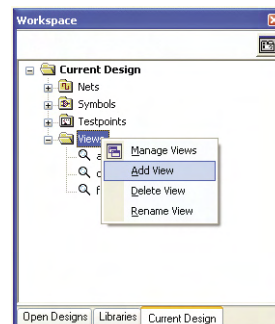 Workspace
Current Design
Nets
Symbols
Testpoints
Views
Manage Views
Add View
Delete View
Rename View
Open Designs
Libraries
Current Design